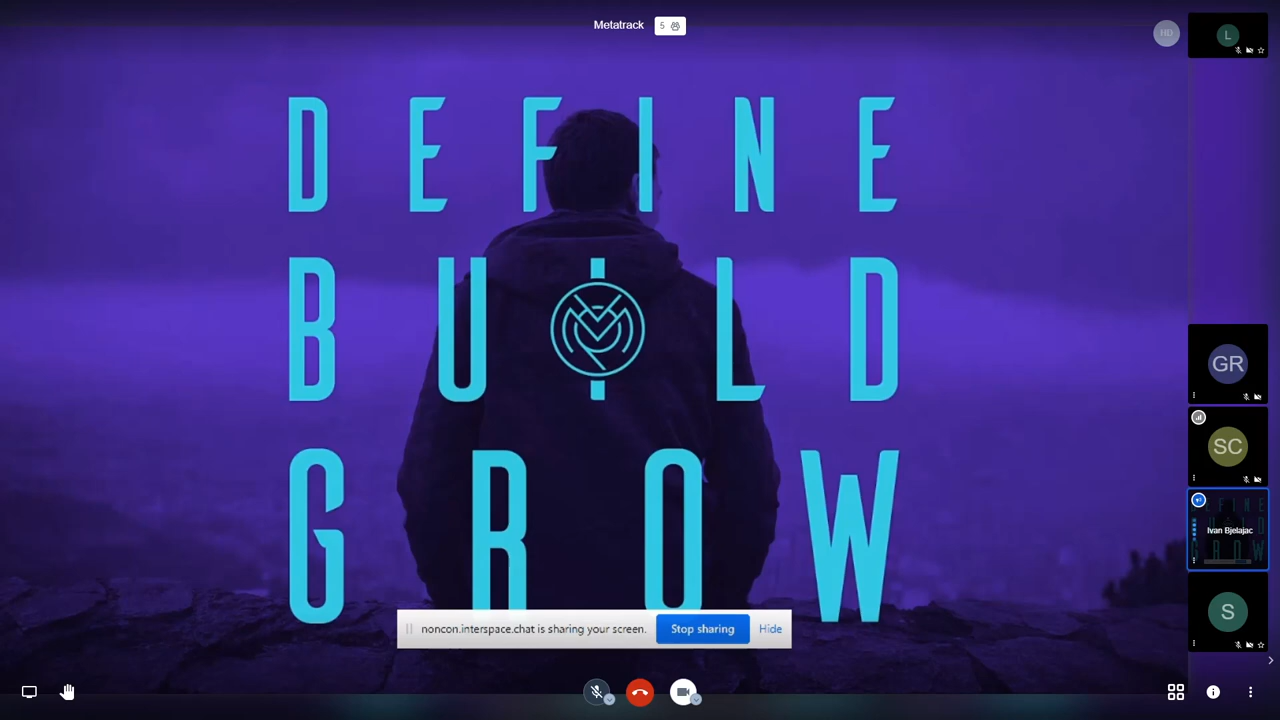 Metatrack 5
HD
L
DEFINE
BUILD
GROW
GR
SC
Ivan Bjelajac
S
noncon.interspace.chat is sharing your screen. Stop sharing Hide